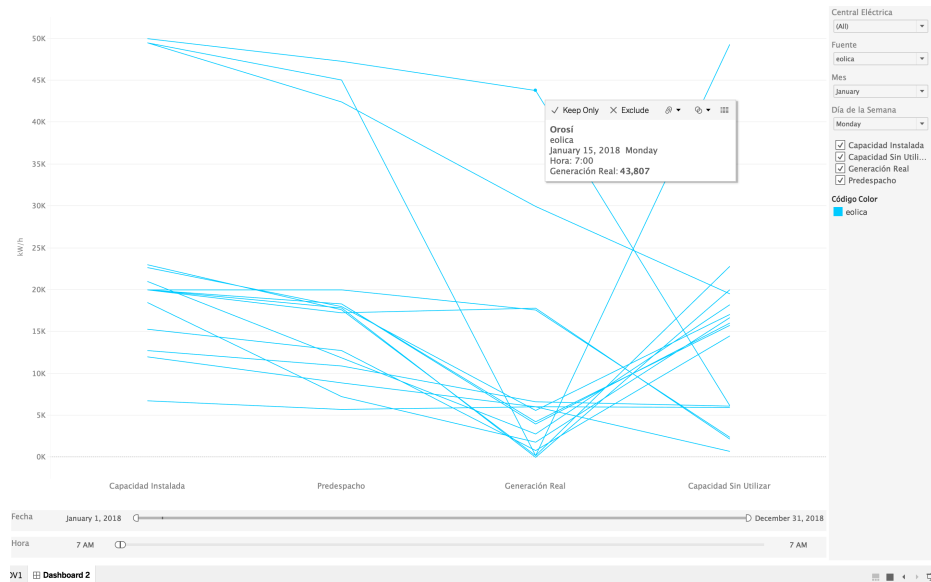 Central Eléctrica
(All)
Fuente
eolica
Mes
January
Día de la Semana
Monday
Capacidad Instalada
Capacidad Sin Utili...
Generación Real
Predespacho
Código Color
eolica
50K
45K
40K
35K
30K
25K
20K
15K
10K
5K
0K
kW/h
Keep Only Exclude
Orosí
eolica
January 15, 2018 Monday
Hora: 7:00
Generación Real: 43,807
Capacidad Instalada Predespacho Generación Real Capacidad Sin Utilizar
Fecha January 1, 2018 December 31, 2018
Hora 7 AM 7 AM
Dashboard 2